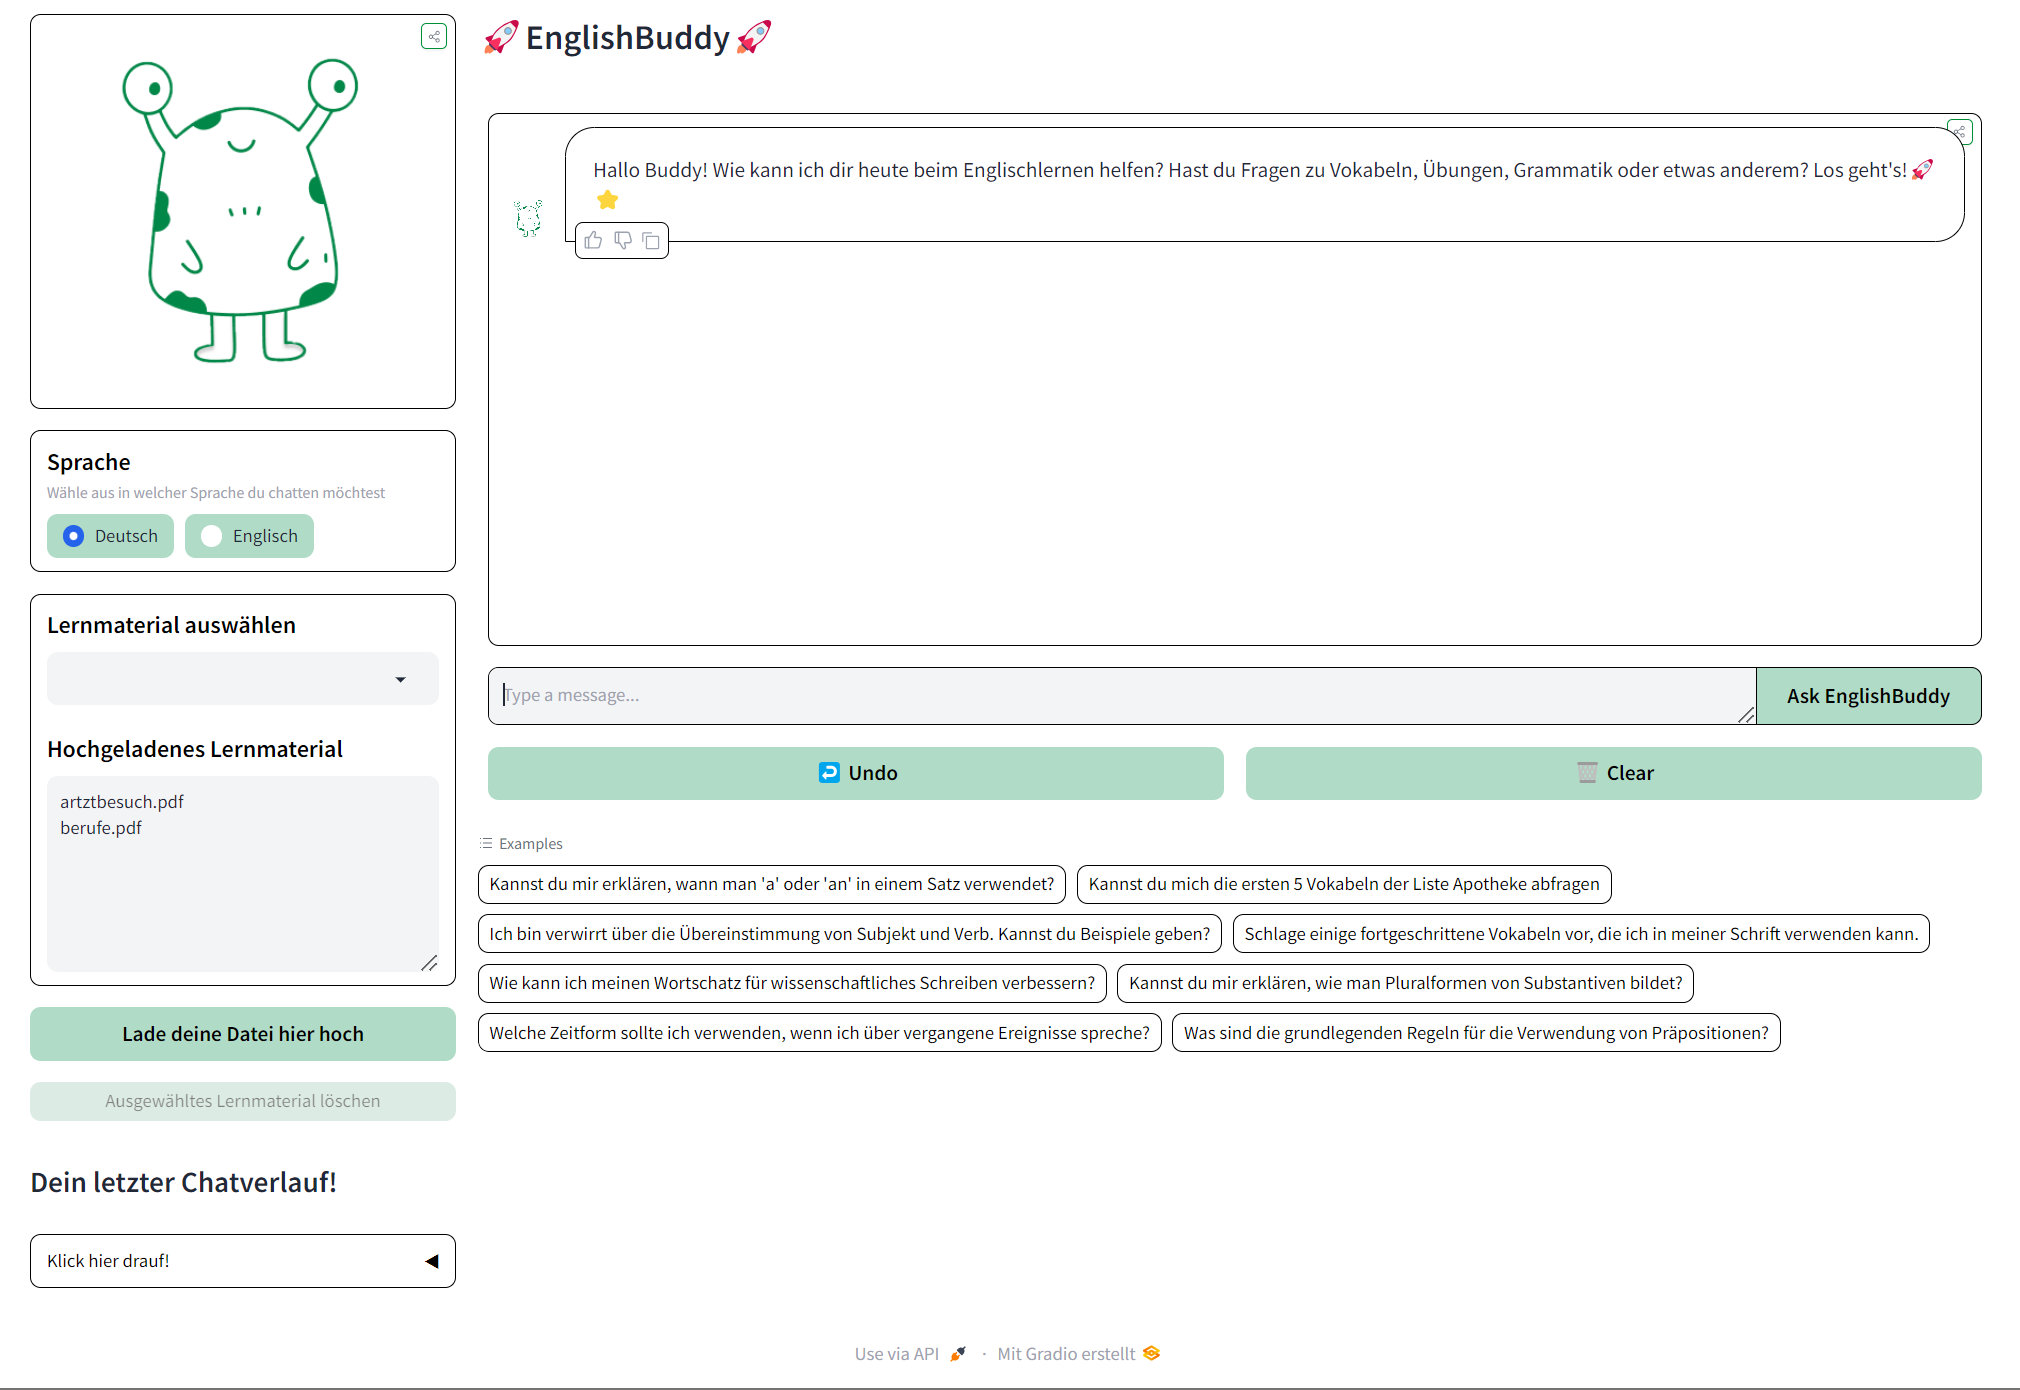 🚀 EnglishBuddy 🚀
Hallo Buddy! Wie kann ich dir heute beim Englischlernen helfen? Hast du Fragen zu Vokabeln, Übungen, Grammatik oder etwas anderem? Los geht's! 🚀
⭐
Sprache
Wähle aus in welcher Sprache du chatten möchtest
Deutsch
Englisch
Lernmaterial auswählen
Hochgeladenes Lernmaterial
artztbesuch.pdf
berufe.pdf
Lade deine Datei hier hoch
Ausgewähltes Lernmaterial löschen
Dein letzter Chatverlauf!
Klick hier drauf!
Type a message...
Ask EnglishBuddy
Undo
Clear
Examples
Kannst du mir erklären, wann man 'a' oder 'an' in einem Satz verwendet?
Kannst du mich die ersten 5 Vokabeln der Liste Apotheke abfragen
Ich bin verwirrt über die Übereinstimmung von Subjekt und Verb. Kannst du Beispiele geben?
Schlage einige fortgeschrittene Vokabeln vor, die ich in meiner Schrift verwenden kann.
Wie kann ich meinen Wortschatz für wissenschaftliches Schreiben verbessern?
Kannst du mir erklären, wie man Pluralformen von Substantiven bildet?
Welche Zeitform sollte ich verwenden, wenn ich über vergangene Ereignisse spreche?
Was sind die grundlegenden Regeln für die Verwendung von Präpositionen?
Use via API · Mit Gradio erstellt